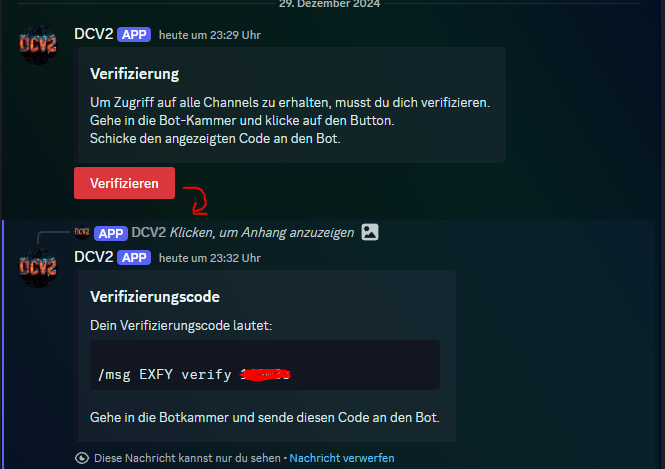 29. Dezember 2024
DCV2
DCV2 APP heute um 23:29 Uhr
Verifizierung
Um Zugriff auf alle Channels zu erhalten, musst du dich verifizieren.
Gehe in die Bot-Kammer und klicke auf den Button.
Schicke den angezeigten Code an den Bot.
Verifizieren
DCV2 APP DCV2 Klicken, um Anhang anzuzeigen
DCV2
DCV2 APP heute um 23:32 Uhr
Verifizierungscode
Dein Verifizierungscode lautet:
/msg EXFY verify
Gehe in die Botkammer und sende diesen Code an den Bot.
Diese Nachricht kannst nur du sehen • Nachricht verwerfen